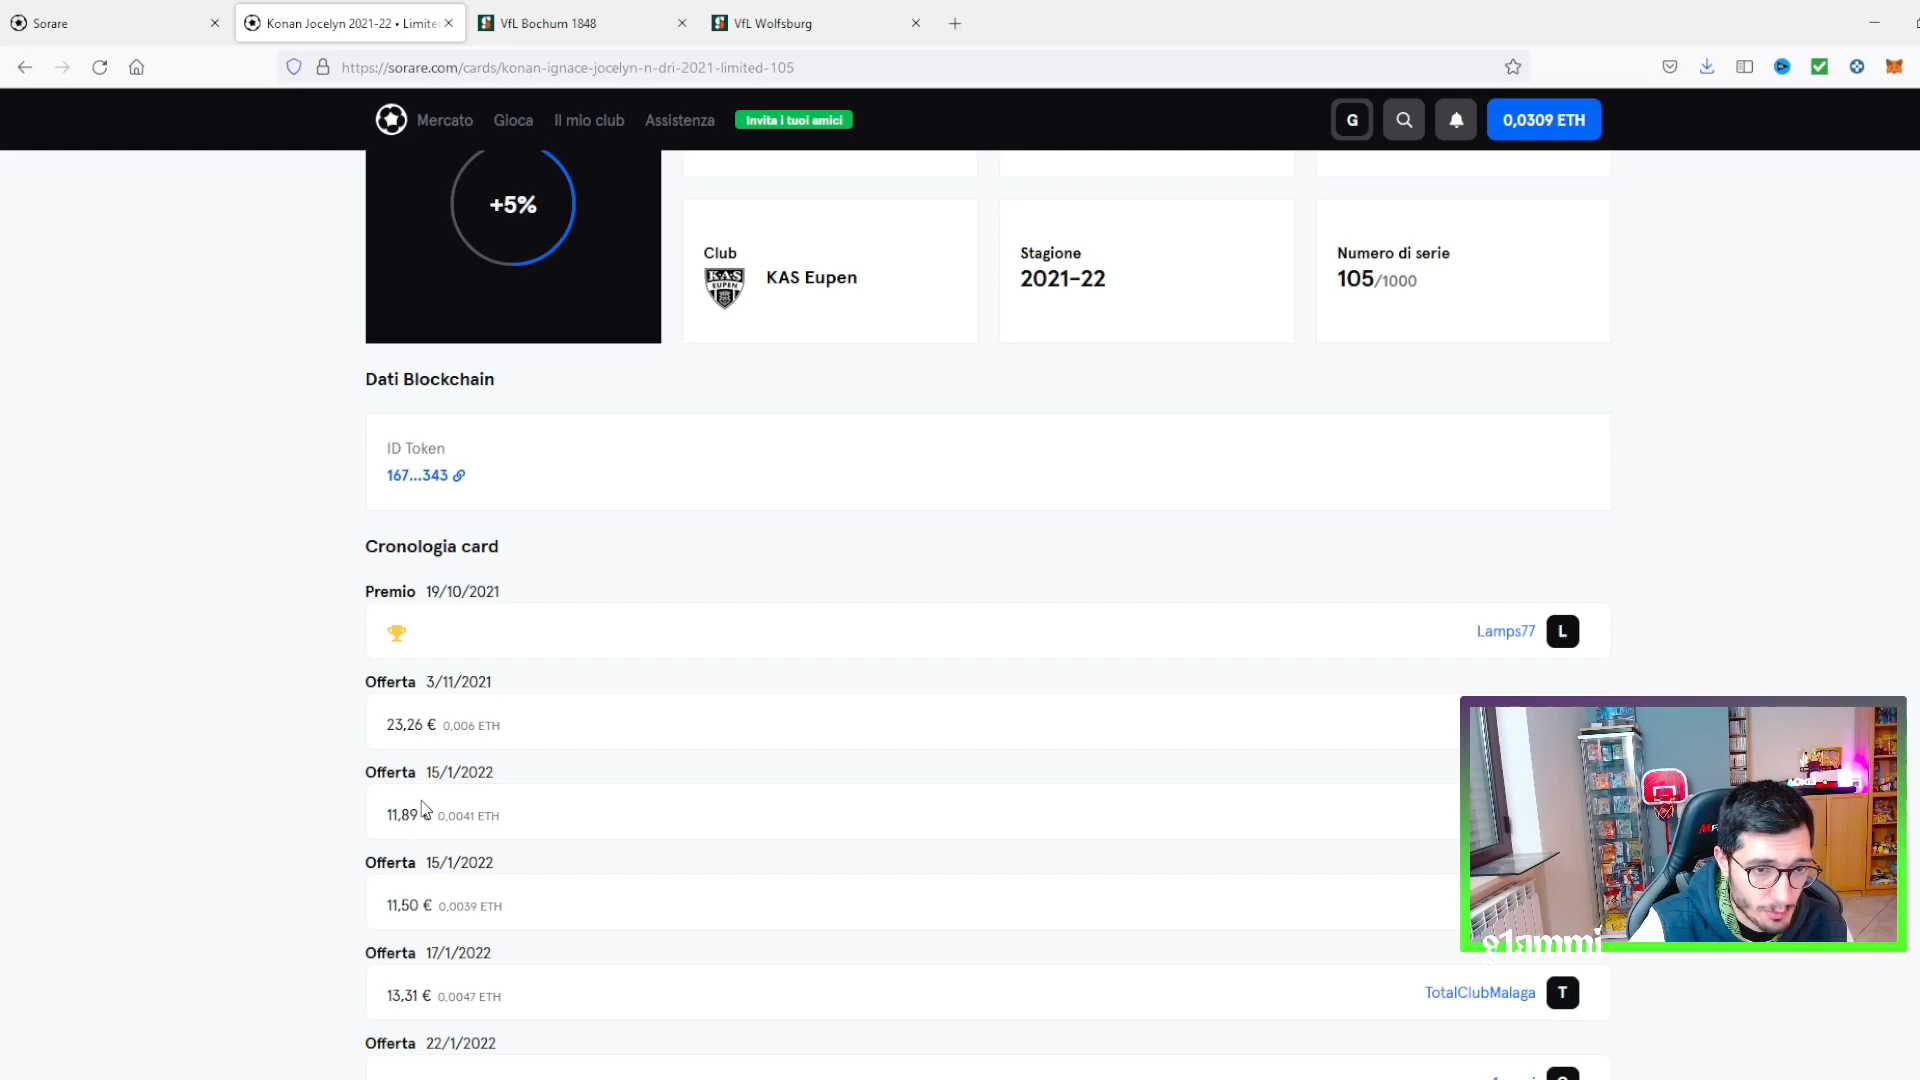 Sorare
Konan Jocelyn 2021-22 • Limite
VfL Bochum 1848
VfL Wolfsburg
https://sorare.com/cards/konan-ignace-jocelyn-n-dri-2021-limited-105
Mercato
Gioca
Il mio club
Assistenza
Invita i tuoi amici
G
0,0309 ETH
+5%
Club
KAS EUPEN
KAS Eupen
Stagione
2021-22
Numero di serie
105/1000
Dati Blockchain
ID Token
167...343
Cronologia card
Premio 19/10/2021
Lamps77 L
Offerta 3/11/2021
23,26 € 0,006 ETH
Offerta 15/1/2022
11,89 0,0041 ETH
Offerta 15/1/2022
11,50 € 0,0039 ETH
Offerta 17/1/2022
13,31 € 0,0047 ETH
TotalClubMalaga T
Offerta 22/1/2022
g1ammi